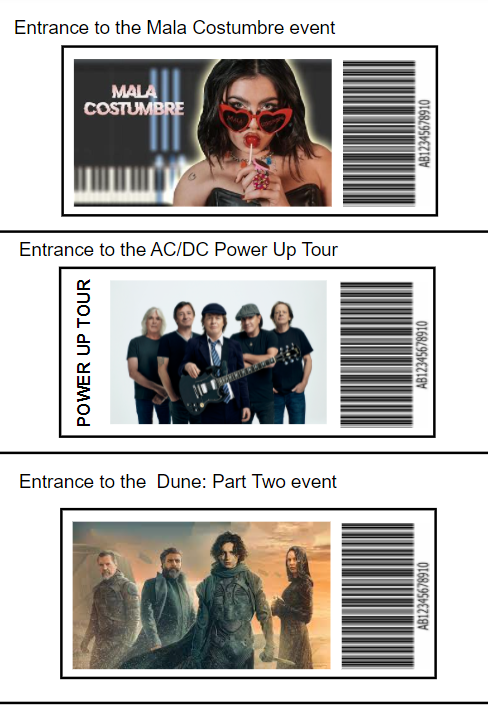 Entrance to the Mala Costumbre event
MALA
COSTUMBRE
AB12345678910
Entrance to the AC/DC Power Up Tour
POWER UP TOUR
AB12345678910
Entrance to the  Dune: Part Two event
AB12345678910